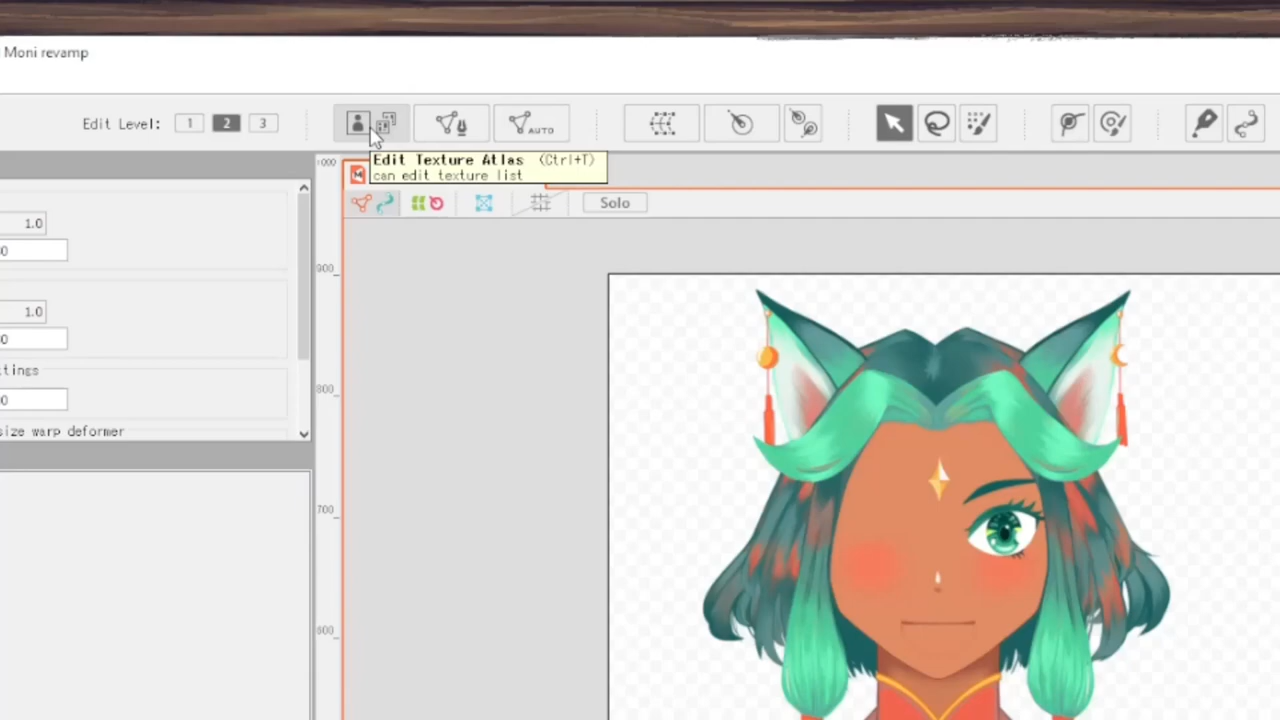 Moni revamp
Edit Level: 1 2 3
AUTO
Edit Texture Atlas (Ctrl+T)
can edit texture list
M
Solo
1.0
0
1.0
0
tings
0
size warp deformer
1000
900
800
700
600